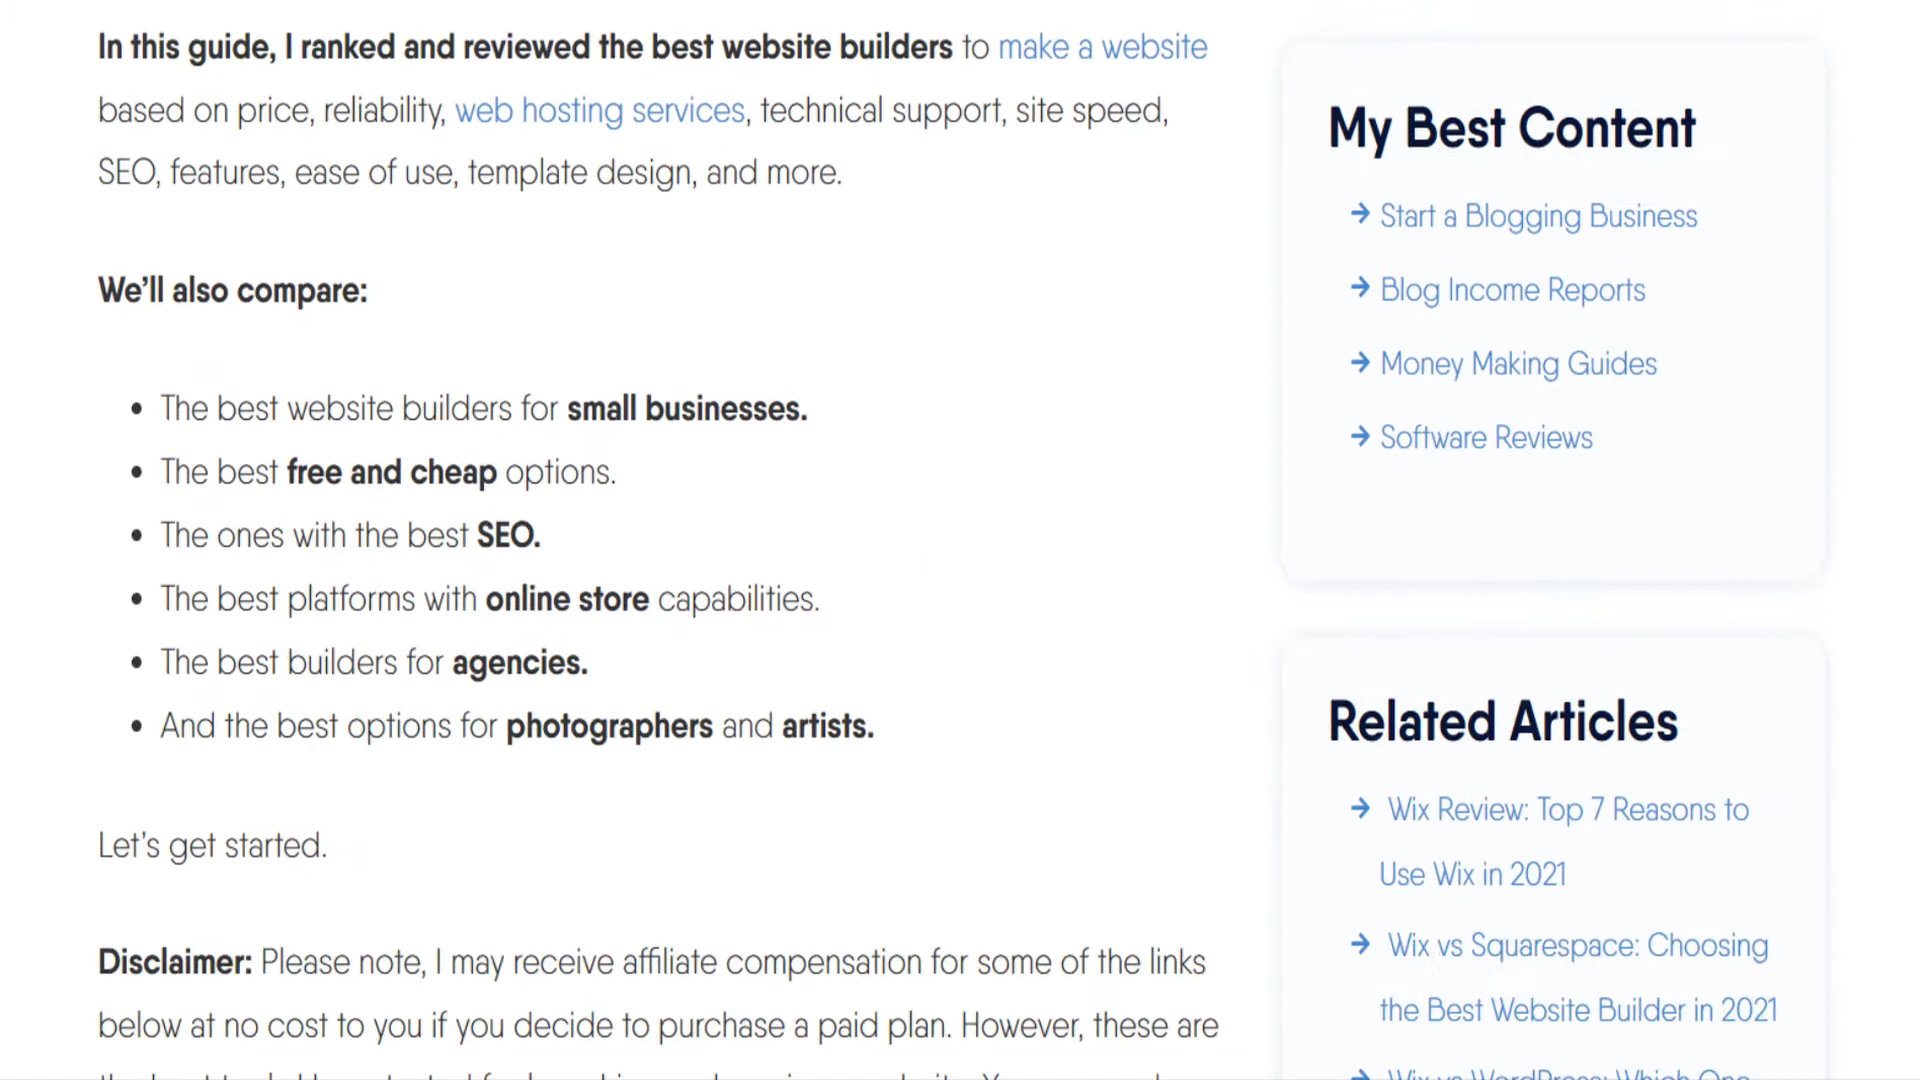 In this guide, I ranked and reviewed the best website builders to make a website
based on price, reliability, web hosting services, technical support, site speed,
SEO, features, ease of use, template design, and more.
We’ll also compare:
• The best website builders for small businesses.
• The best free and cheap options.
• The ones with the best SEO.
• The best platforms with online store capabilities.
• The best builders for agencies.
• And the best options for photographers and artists.
Let’s get started.
Disclaimer: Please note, I may receive affiliate compensation for some of the links
below at no cost to you if you decide to purchase a paid plan. However, these are
My Best Content
→ Start a Blogging Business
→ Blog Income Reports
→ Money Making Guides
→ Software Reviews
Related Articles
→ Wix Review: Top 7 Reasons to
Use Wix in 2021
→ Wix vs Squarespace: Choosing
the Best Website Builder in 2021
→ Wix vs WordPress: Which One